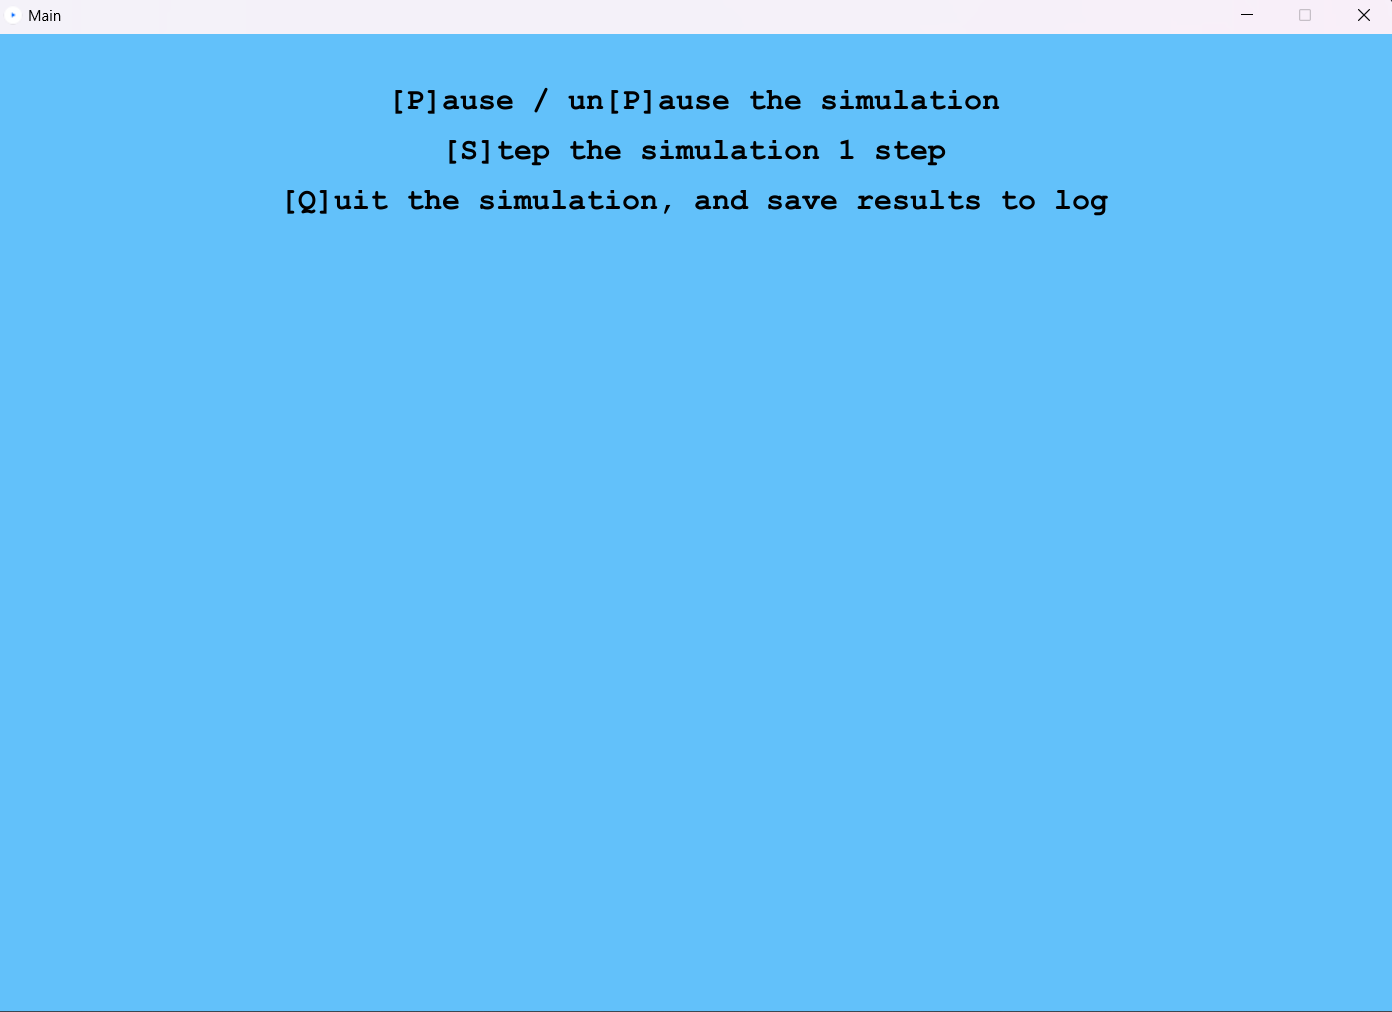 Main
[P]ause / un[P]ause the simulation
[S]tep the simulation 1 step
[Q]uit the simulation, and save results to log